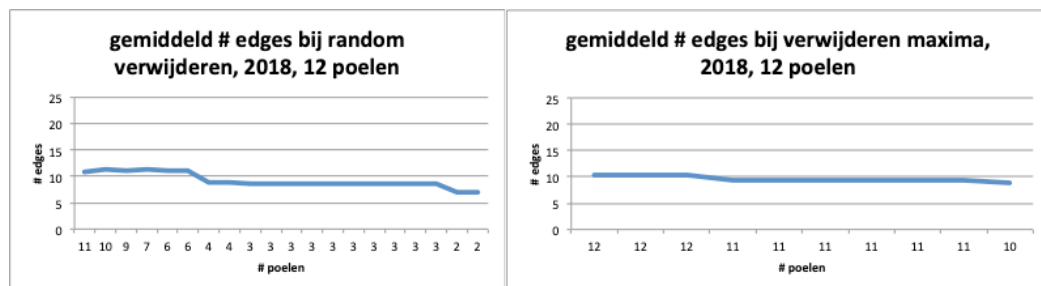 gemiddeld # edges bij random
verwijderen, 2018, 12 poelen
# edges
25
20
15
10
5
0
11 10 9 7 6 6 4 4 3 3 3 3 3 3 3 3 3 3 2 2
# poelen
gemiddeld # edges bij verwijderen maxima,
2018, 12 poelen
# edges
25
20
15
10
5
0
12 12 12 11 11 11 11 11 11 10
# poelen